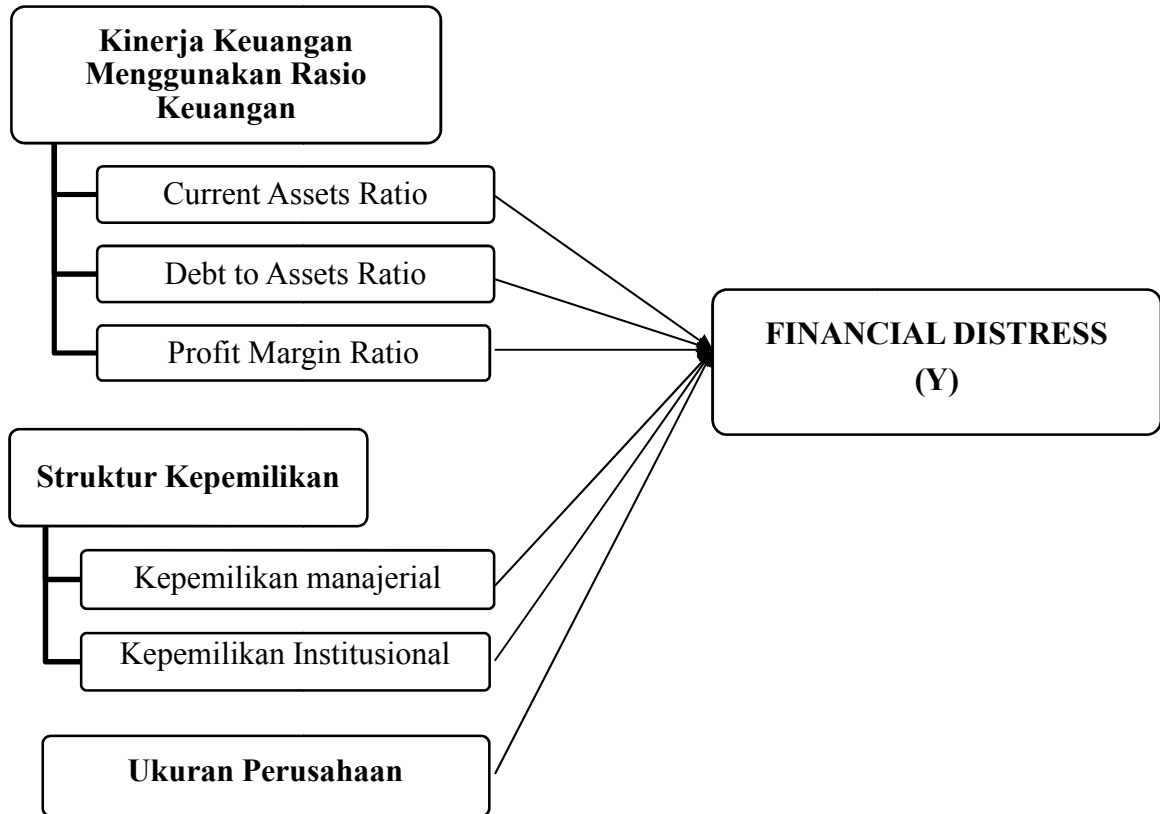 Kinerja Keuangan
Menggunakan Rasio
Keuangan
Current Assets Ratio
Debt to Assets Ratio
Profit Margin Ratio
FINANCIAL DISTRESS
(Y)
Struktur Kepemilikan
Kepemilikan manajerial
Kepemilikan Institusional
Ukuran Perusahaan